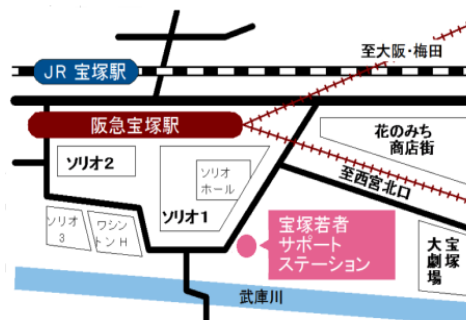 至大阪・梅田
JR 宝塚駅
阪急宝塚駅
花のみち
商店街
ソリオ2
ソリオ
ホール
至西宮北口
ソリオ1
ソリオ
3
ワシン
トンH
宝塚若者
サポート
ステーション
宝塚
大劇場
武庫川